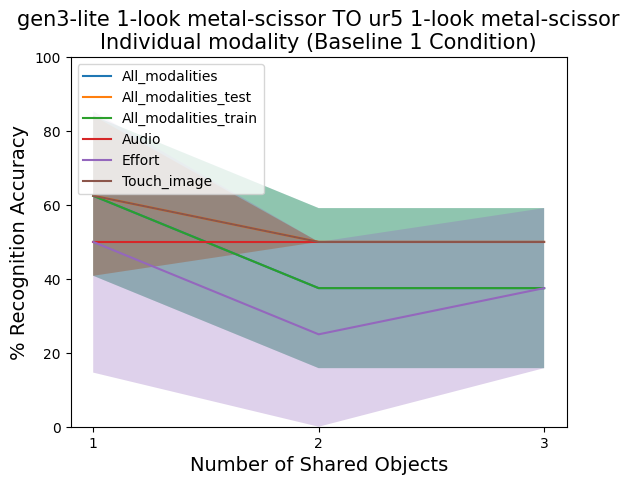 gen3-lite 1-look metal-scissor TO ur5 1-look metal-scissor
Individual modality (Baseline 1 Condition)
100
80
60
40
20
0
% Recognition Accuracy
All_modalities
All_modalities_test
All_modalities_train
Audio
Effort
Touch_image
1
2
3
Number of Shared Objects